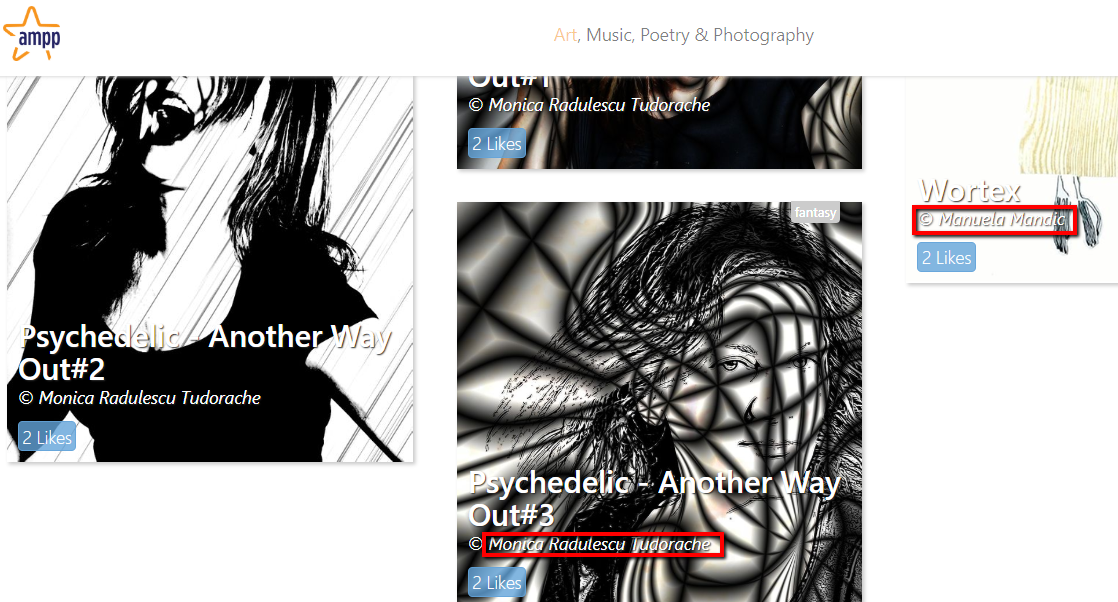 ampp
Art, Music, Poetry & Photography
Psychedelic - Another Way
Out#2
© Monica Radulescu Tudorache
2 Likes
Out#1
© Monica Radulescu Tudorache
2 Likes
fantasy
Psychedelic - Another Way
Out#3
© Monica Radulescu Tudorache
2 Likes
Wortex
© Manuela Mandic
2 Likes